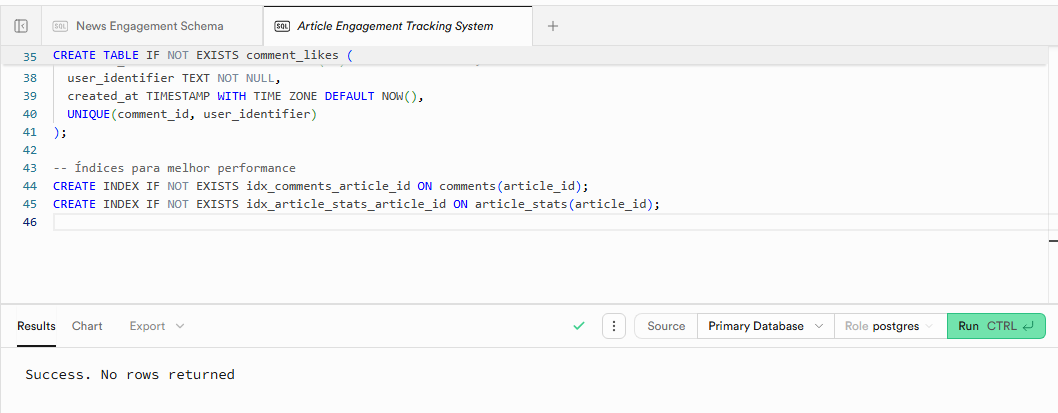 SQL News Engagement Schema
SQL Article Engagement Tracking System
+
35 CREATE TABLE IF NOT EXISTS comment_likes (
38 user_identifier TEXT NOT NULL,
39 created_at TIMESTAMP WITH TIME ZONE DEFAULT NOW(),
40 UNIQUE(comment_id, user_identifier)
41 );
42
43 -- Índices para melhor performance
44 CREATE INDEX IF NOT EXISTS idx_comments_article_id ON comments(article_id);
45 CREATE INDEX IF NOT EXISTS idx_article_stats_article_id ON article_stats(article_id);
46
Results Chart Export Source Primary Database Role postgres Run CTRL
Success. No rows returned